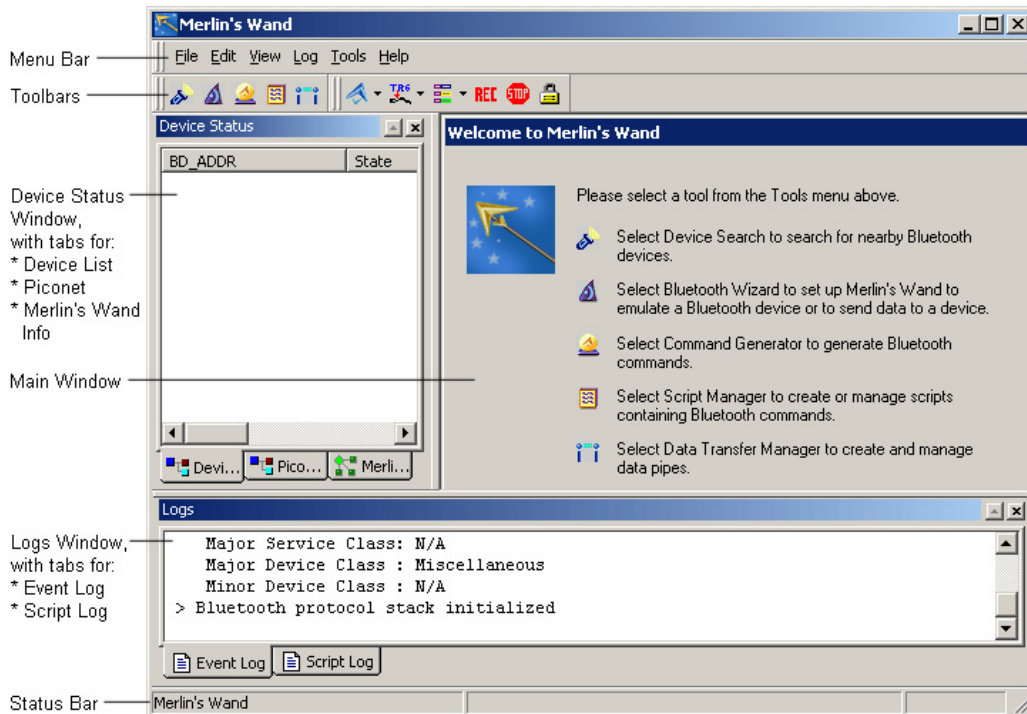 Merlin's Wand
Menu Bar
File Edit View Log Tools Help
Toolbars
TRG REC STOP
Device Status
Welcome to Merlin's Wand
BD_ADDR State
Device Status
Window,
with tabs for:
* Device List
* Piconet
* Merlin's Wand
Info
Please select a tool from the Tools menu above.
Select Device Search to search for nearby Bluetooth
devices.
Select Bluetooth Wizard to set up Merlin's Wand to
emulate a Bluetooth device or to send data to a device.
Select Command Generator to generate Bluetooth
commands.
Main Window
Select Script Manager to create or manage scripts
containing Bluetooth commands.
Select Data Transfer Manager to create and manage
data pipes.
Devi... Pico... Merli...
Logs
Logs Window,
with tabs for:
* Event Log
* Script Log
Major Service Class: N/A
Major Device Class : Miscellaneous
Minor Device Class : N/A
> Bluetooth protocol stack initialized
Event Log Script Log
Status Bar
Merlin's Wand